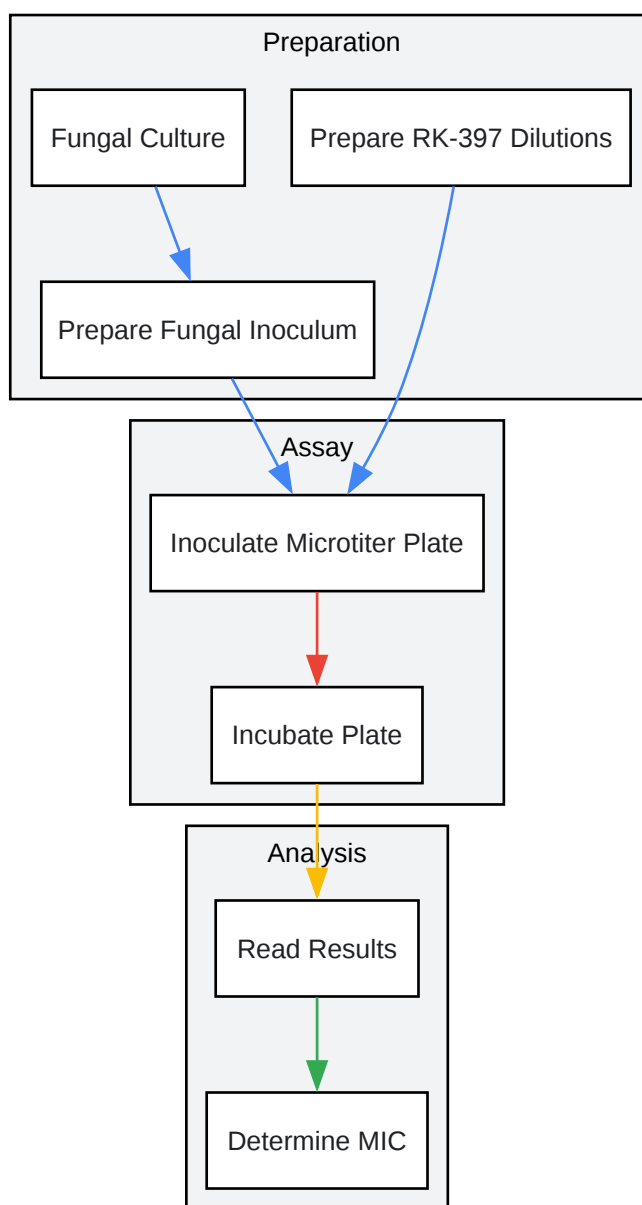 Preparation
Fungal Culture
Prepare RK-397 Dilutions
Prepare Fungal Inoculum
Assay
Inoculate Microtiter Plate
Incubate Plate
Analysis
Read Results
Determine MIC